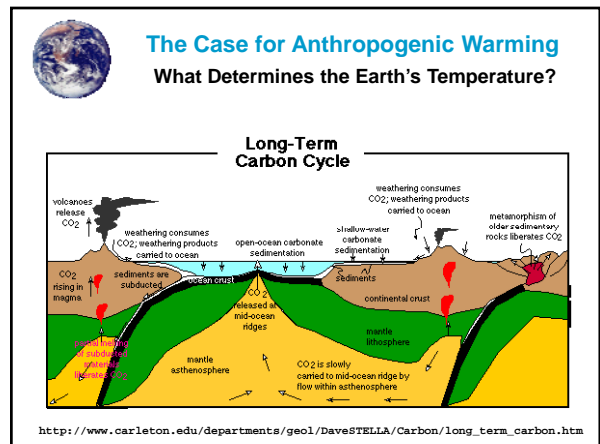 The Case for Anthropogenic Warming
What Determines the Earth's Temperature?
Long-Term
Carbon Cycle
volcanoes
release
CO2
weathering consumes
CO2; weathering products
carried to ocean
open-ocean carbonate
sedimentation
shallow-water
carbonate
sedimentation
weathering consumes
CO2; weathering products
carried to ocean
metamorphism of
older sedimentary
rocks liberates CO2
CO2
rising in
magma
sediments are
subducted
ocean crust
CO2
released at
mid-ocean
ridges
sediments
continental crust
mantle
lithosphere
melting
of subducted
materials
liberates CO2
mantle
asthenosphere
CO2 is slowly
carried to mid-ocean ridge by
flow within asthenosphere
http://www.carleton.edu/departments/geol/DaveSTELLA/Carbon/long_term_carbon.htm